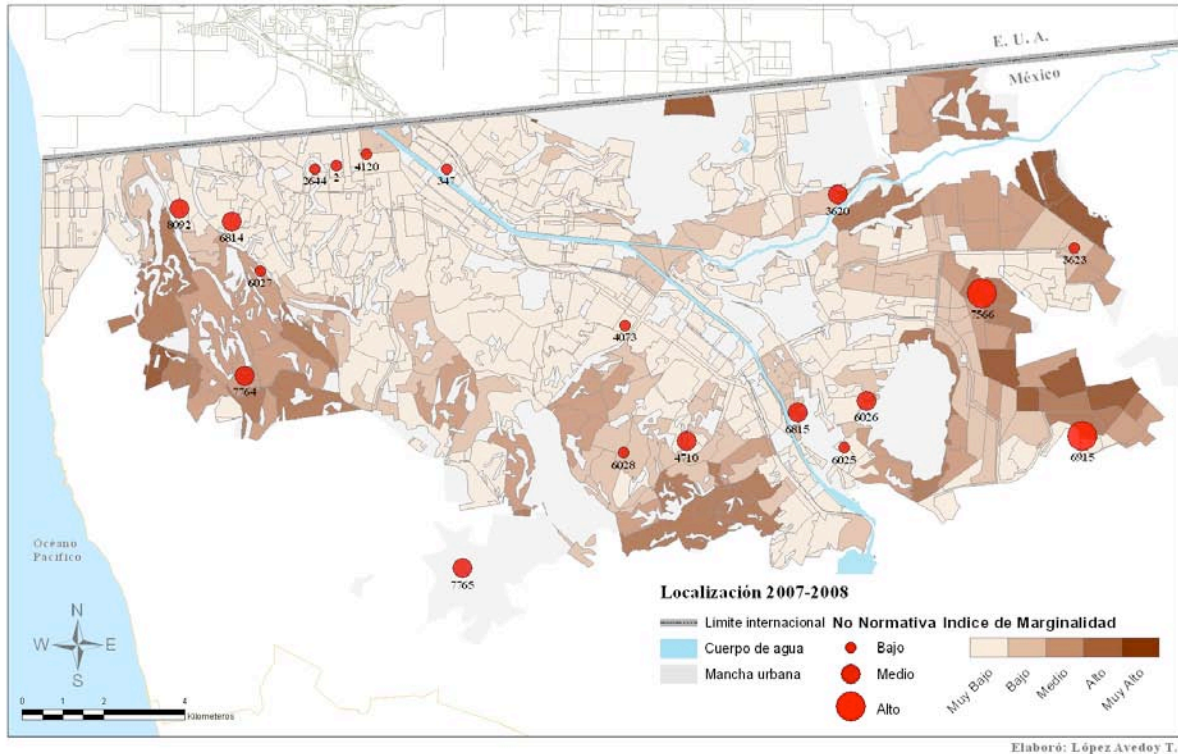 E. U. A.
México
4120
2
2644
347
3620
8092
6814
3623
6027
7566
4073
7764
6026
6815
6025
4710
6028
6915
7765
Océano
Pacífico
N
W E
S
0 1 2 4
Kilometeros
Localización 2007-2008
Límite internacional
Cuerpo de agua
Mancha urbana
No Normativa
Bajo
Medio
Alto
Indice de Marginalidad
Muy Bajo
Bajo
Medio
Alto
Muy Alto
Elaboró: López Avedoy T.